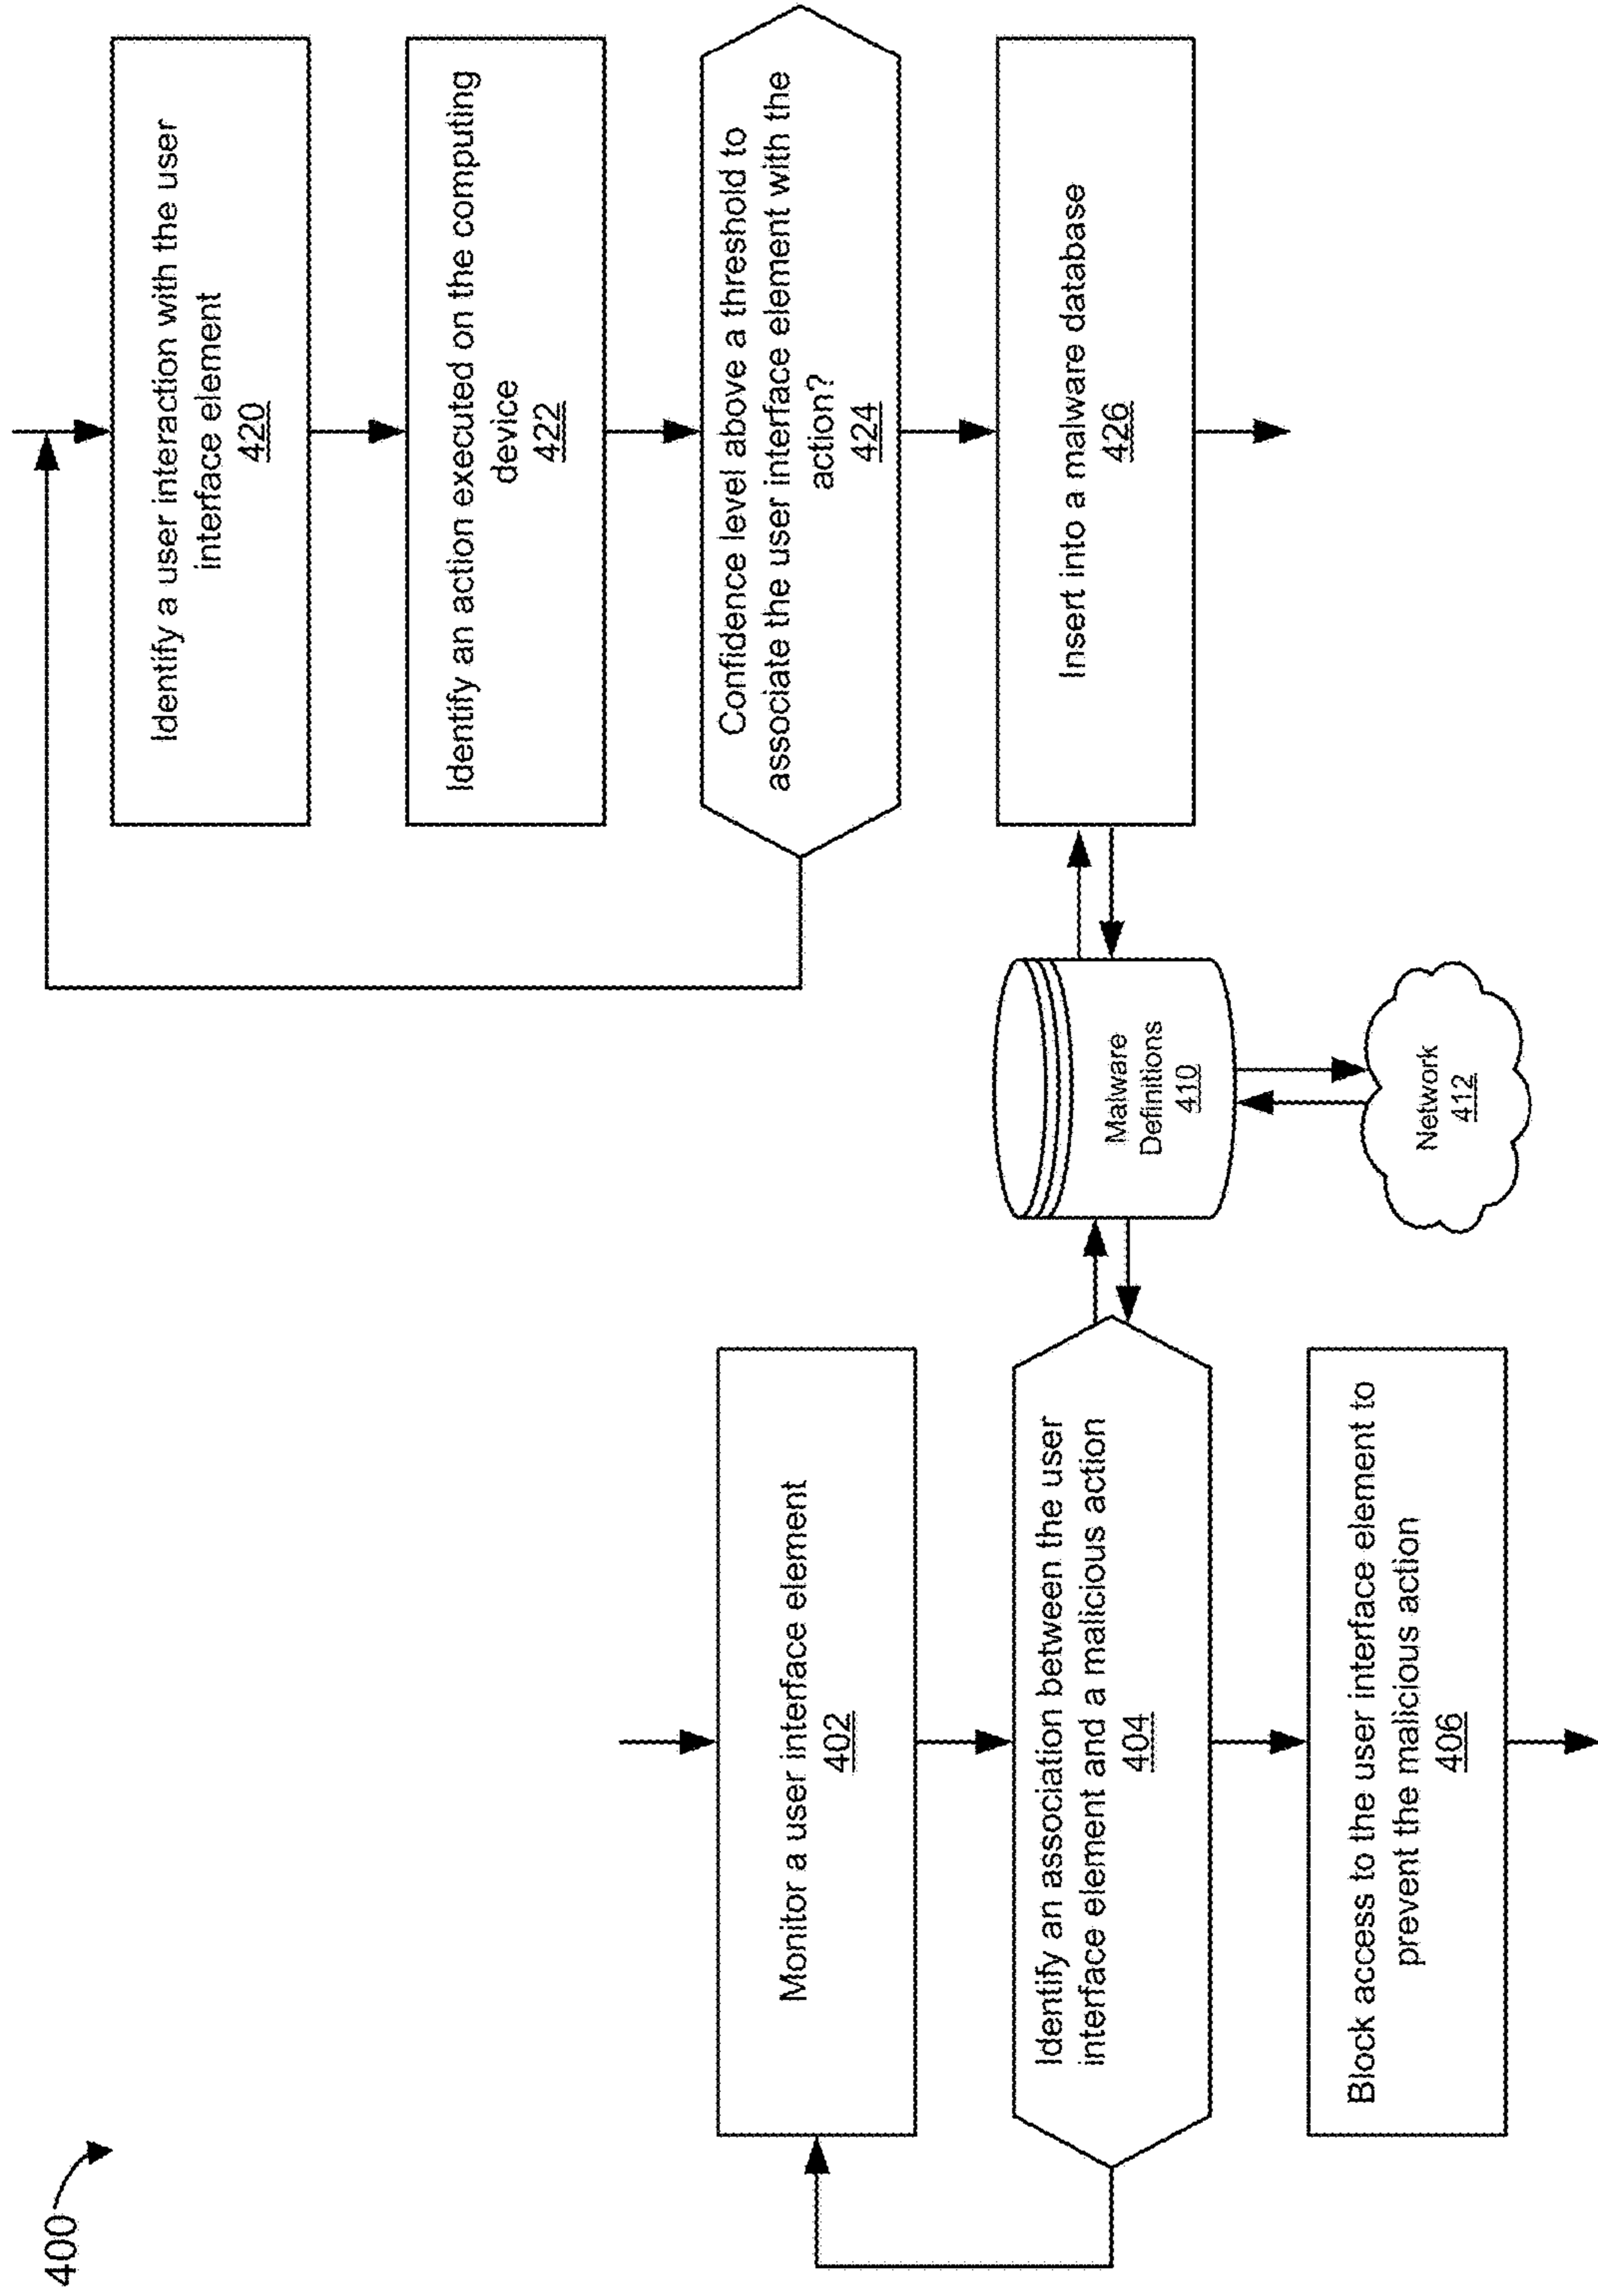 400
Monitor a user interface element
402
Identify an association between the user
interface element and a malicious action
404
Block access to the user interface element to
prevent the malicious action
406
Malware
Definitions
410
Network
412
Identify a user interaction with the user
interface element
420
Identify an action executed on the computing
device
422
Confidence level above a threshold to
associate the user interface element with the
action?
424
Insert into a malware database
426